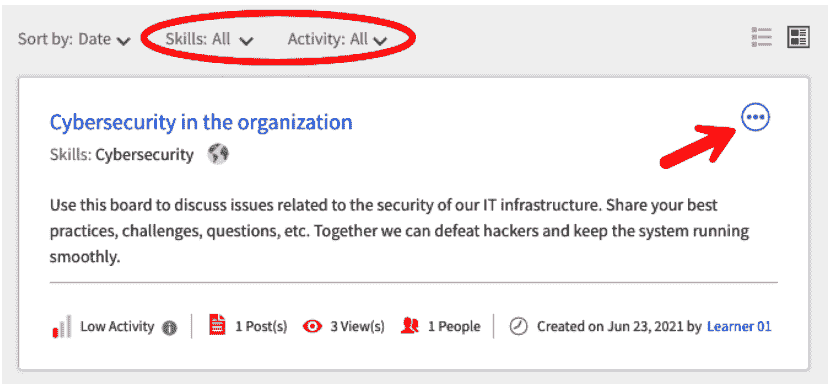 Sort by: Date Skills: All Activity: All
Cybersecurity in the organization
Skills: Cybersecurity
Use this board to discuss issues related to the security of our IT infrastructure. Share your best
practices, challenges, questions, etc. Together we can defeat hackers and keep the system running
smoothly.
Low Activity 1 Post(s) 3 View(s) 1 People Created on Jun 23, 2021 by Learner 01